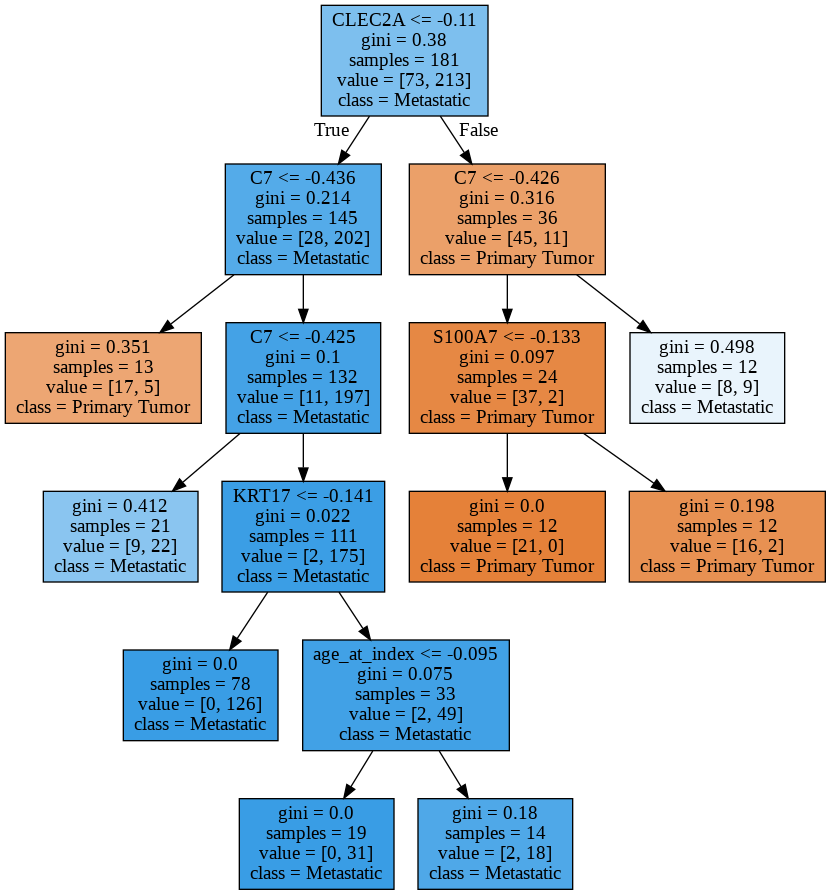 CLEC2A <= -0.11
gini = 0.38
samples = 181
value = [73, 213]
class = Metastatic
True
False
C7 <= -0.436
gini = 0.214
samples = 145
value = [28, 202]
class = Metastatic
C7 <= -0.426
gini = 0.316
samples = 36
value = [45, 11]
class = Primary Tumor
gini = 0.351
samples = 13
value = [17, 5]
class = Primary Tumor
C7 <= -0.425
gini = 0.1
samples = 132
value = [11, 197]
class = Metastatic
S100A7 <= -0.133
gini = 0.097
samples = 24
value = [37, 2]
class = Primary Tumor
gini = 0.498
samples = 12
value = [8, 9]
class = Metastatic
gini = 0.412
samples = 21
value = [9, 22]
class = Metastatic
KRT17 <= -0.141
gini = 0.022
samples = 111
value = [2, 175]
class = Metastatic
gini = 0.0
samples = 12
value = [21, 0]
class = Primary Tumor
gini = 0.198
samples = 12
value = [16, 2]
class = Primary Tumor
gini = 0.0
samples = 78
value = [0, 126]
class = Metastatic
age_at_index <= -0.095
gini = 0.075
samples = 33
value = [2, 49]
class = Metastatic
gini = 0.0
samples = 19
value = [0, 31]
class = Metastatic
gini = 0.18
samples = 14
value = [2, 18]
class = Metastatic